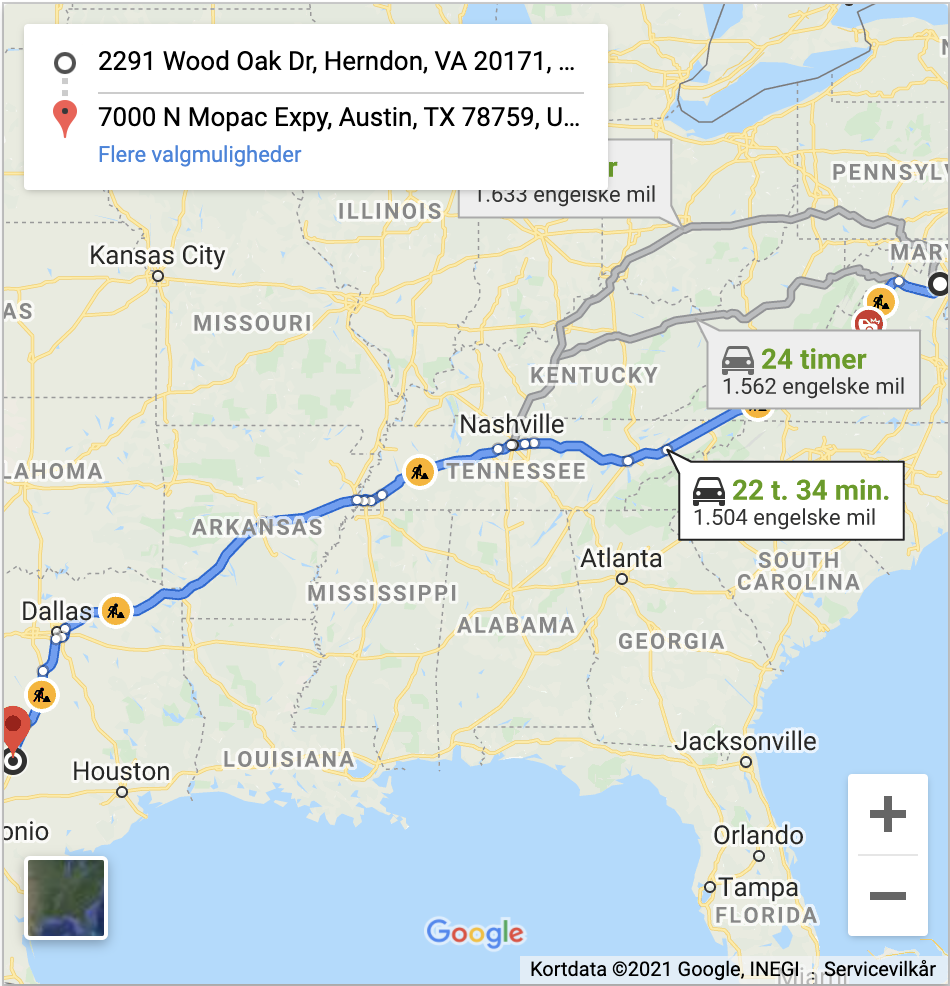 2291 Wood Oak Dr, Herndon, VA 20171, ...
7000 N Mopac Expy, Austin, TX 78759, U...
Flere valgmuligheder
r
1.633 engelske mil
PENNSYLV
ILLINOIS
MARY
Kansas City
AS
MISSOURI
24 timer
1.562 engelske mil
KENTUCKY
Nashville
LAHOMA
TENNESSEE
22 t. 34 min.
1.504 engelske mil
ARKANSAS
Atlanta
SOUTH
CAROLINA
MISSISSIPPI
Dallas
ALABAMA
GEORGIA
Jacksonville
LOUISIANA
Houston
onio
Orlando
Tampa
FLORIDA
Google
Kortdata ©2021 Google, INEGI
Servicevilkår
Miami